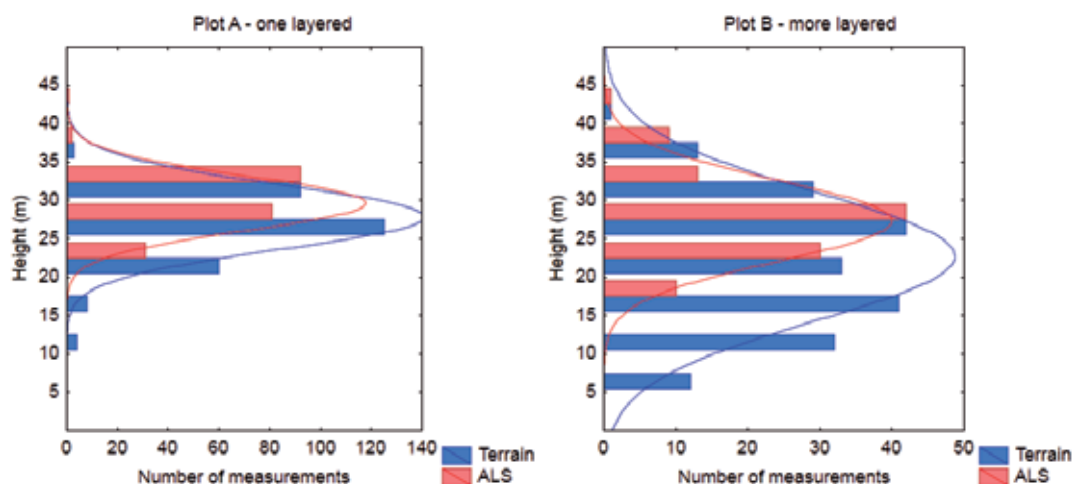 Plot A - one layered
Height (m)
45
40
35
30
25
20
15
10
5
0 20 40 60 80 100 120 140
Number of measurements
Terrain
ALS
Plot B - more layered
Height (m)
45
40
35
30
25
20
15
10
5
0 10 20 30 40 50
Number of measurements
Terrain
ALS